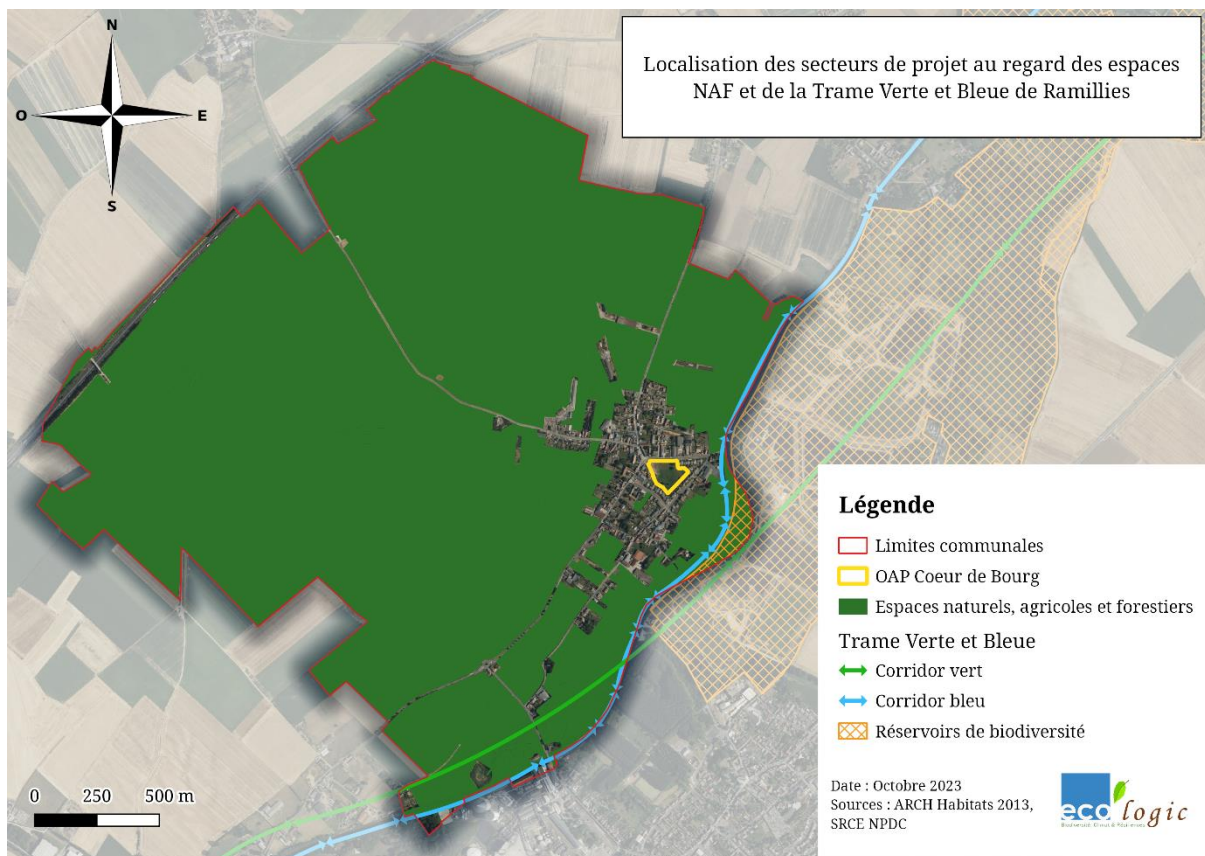 Localisation des secteurs de projet au regard des espaces
NAF et de la Trame Verte et Bleue de Ramillies
N
O
E
S
Légende
Limites communales
OAP Coeur de Bourg
Espaces naturels, agricoles et forestiers
Trame Verte et Bleue
Corridor vert
Corridor bleu
Réservoirs de biodiversité
0 250 500 m
Date : Octobre 2023
Sources : ARCH Habitats 2013,
SRCE NPDC
eco logic